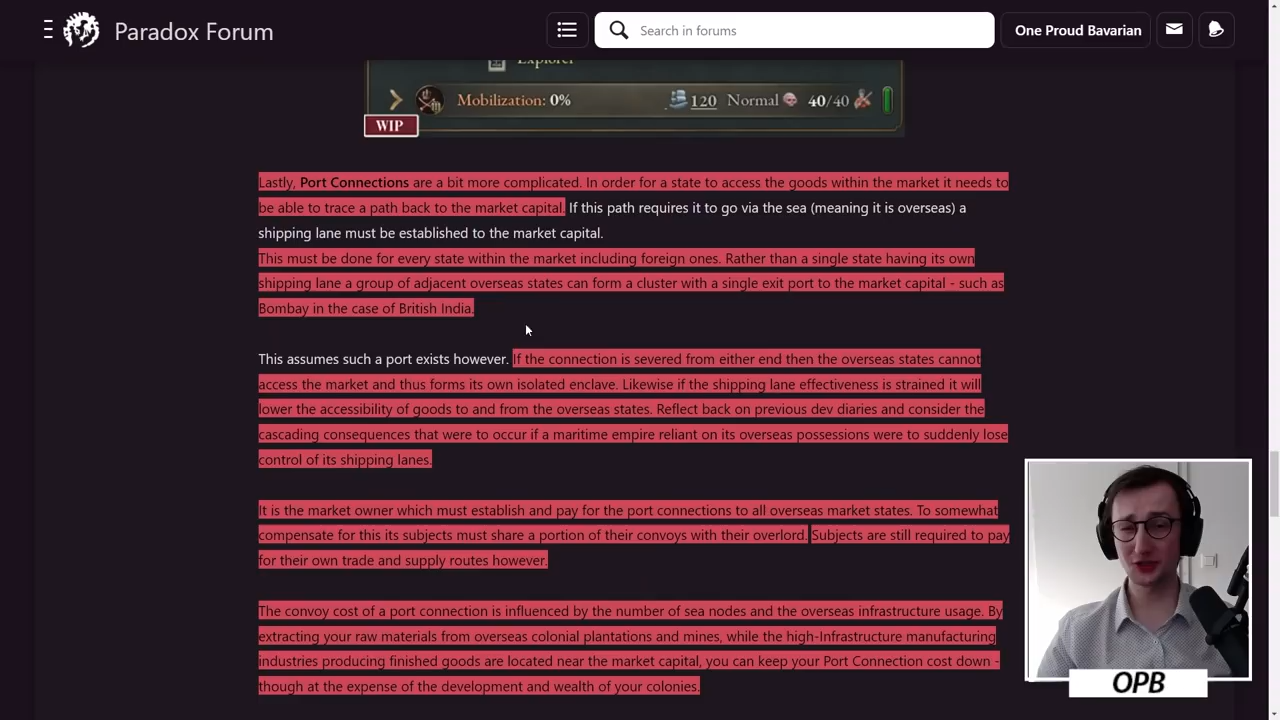 Paradox Forum
Search in forums
One Proud Bavarian
Explorer
Mobilization: 0%
120 Normal 40/40
WIP
Lastly, Port Connections are a bit more complicated. In order for a state to access the goods within the market it needs to
be able to trace a path back to the market capital. If this path requires it to go via the sea (meaning it is overseas) a
shipping lane must be established to the market capital.
This must be done for every state within the market including foreign ones. Rather than a single state having its own
shipping lane a group of adjacent overseas states can form a cluster with a single exit port to the market capital - such as
Bombay in the case of British India.
This assumes such a port exists however. If the connection is severed from either end then the overseas states cannot
access the market and thus forms its own isolated enclave. Likewise if the shipping lane effectiveness is strained it will
lower the accessibility of goods to and from the overseas states. Reflect back on previous dev diaries and consider the
cascading consequences that were to occur if a maritime empire reliant on its overseas possessions were to suddenly lose
control of its shipping lanes.
It is the market owner which must establish and pay for the port connections to all overseas market states. To somewhat
compensate for this its subjects must share a portion of their convoys with their overlord. Subjects are still required to pay
for their own trade and supply routes however.
The convoy cost of a port connection is influenced by the number of sea nodes and the overseas infrastructure usage. By
extracting your raw materials from overseas colonial plantations and mines, while the high-Infrastructure manufacturing
industries producing finished goods are located near the market capital, you can keep your Port Connection cost down -
though at the expense of the development and wealth of your colonies.
OPB